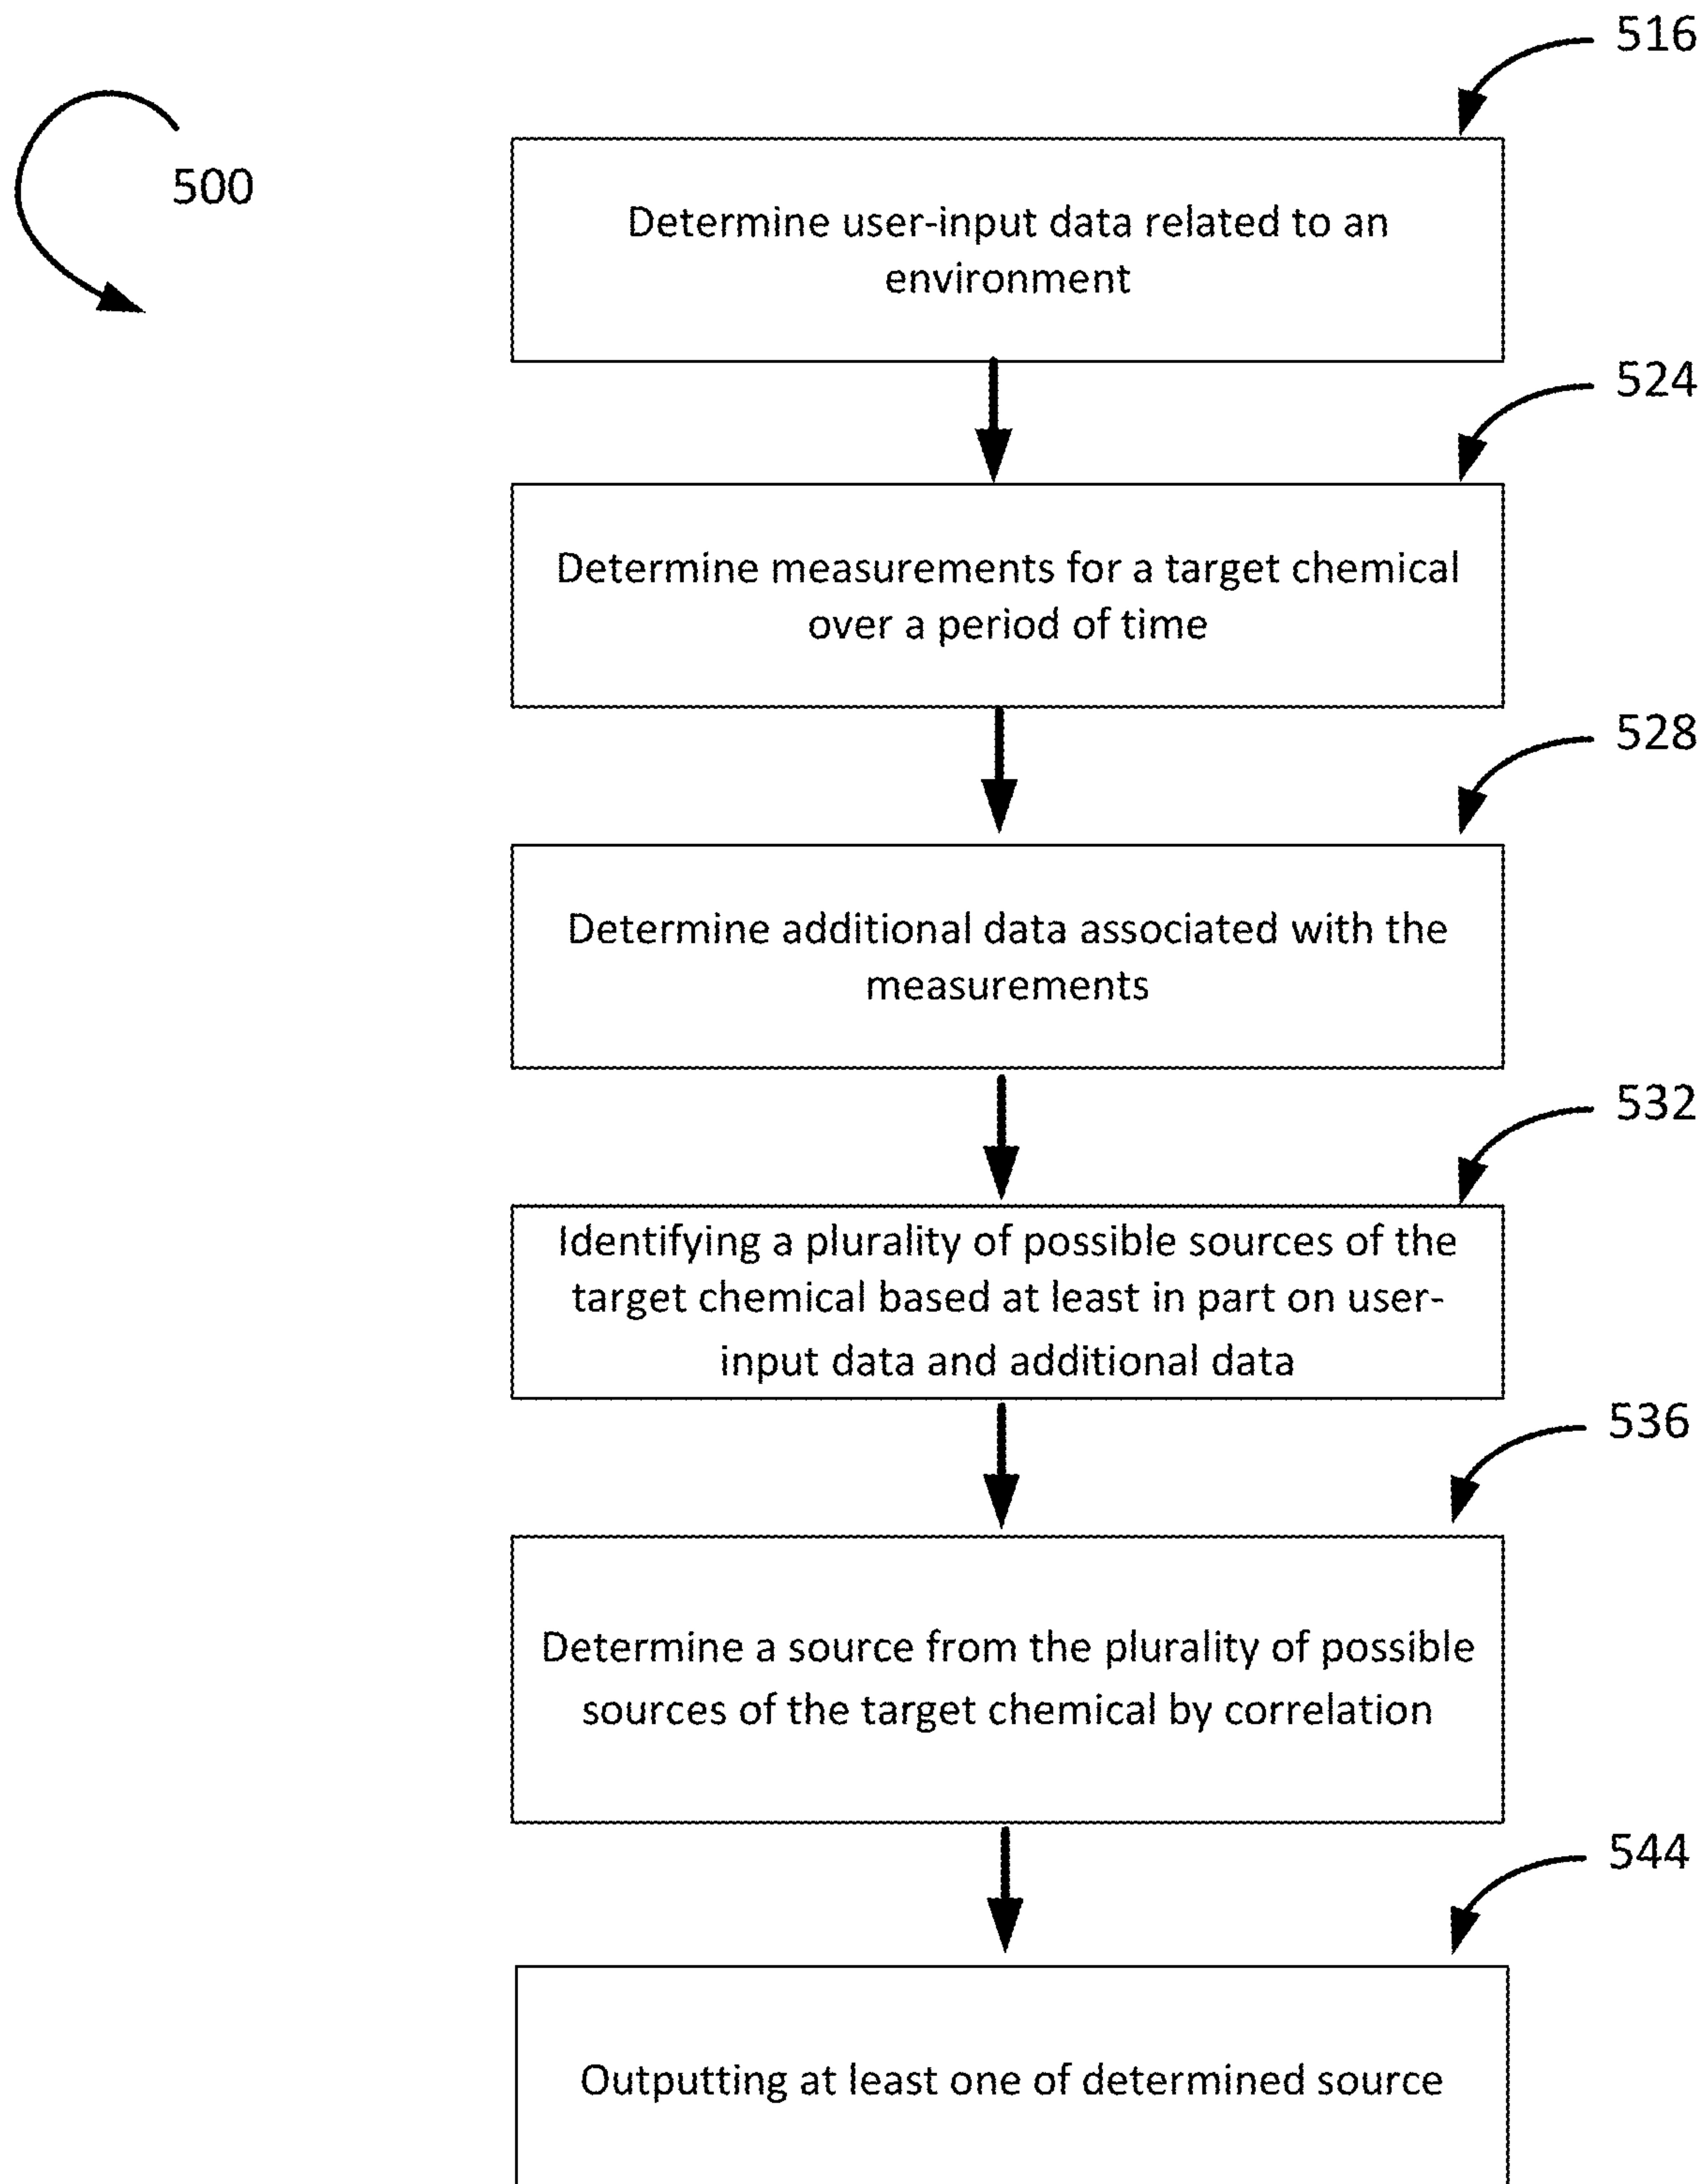 516
500
Determine user-input data related to an
environment
524
Determine measurements for a target chemical
over a period of time
528
Determine additional data associated with the
measurements
532
Identifying a plurality of possible sources of the
target chemical based at least in part on user-
input data and additional data
536
Determine a source from the plurality of possible
sources of the target chemical by correlation
544
Outputting at least one of determined source